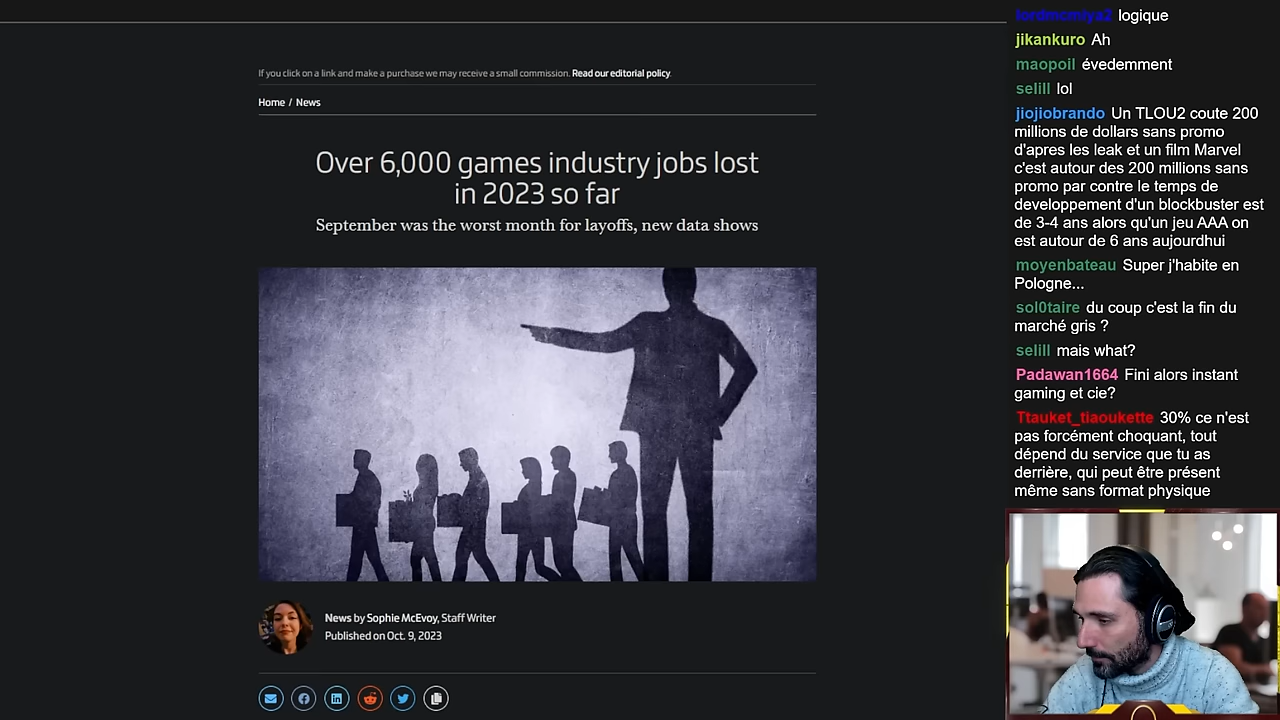 If you click on a link and make a purchase we may receive a small commission. Read our editorial policy.
Home / News
Over 6,000 games industry jobs lost
in 2023 so far
September was the worst month for layoffs, new data shows
News by Sophie McEvoy, Staff Writer
Published on Oct. 9, 2023
lordmomiya2 logique
jikankuro Ah
maopoil évedemment
selill lol
jiojiobrando Un TLOU2 coute 200
millions de dollars sans promo
d'apres les leak et un film Marvel
c'est autour des 200 millions sans
promo par contre le temps de
developpement d'un blockbuster est
de 3-4 ans alors qu'un jeu AAA on
est autour de 6 ans aujourdhui
moyenbateau Super j'habite en
Pologne...
sol0taire du coup c'est la fin du
marché gris ?
selill mais what?
Padawan1664 Fini alors instant
gaming et cie?
Ttauket_tiaoukette 30% ce n'est
pas forcément choquant, tout
dépend du service que tu as
derrière, qui peut être présent
même sans format physique